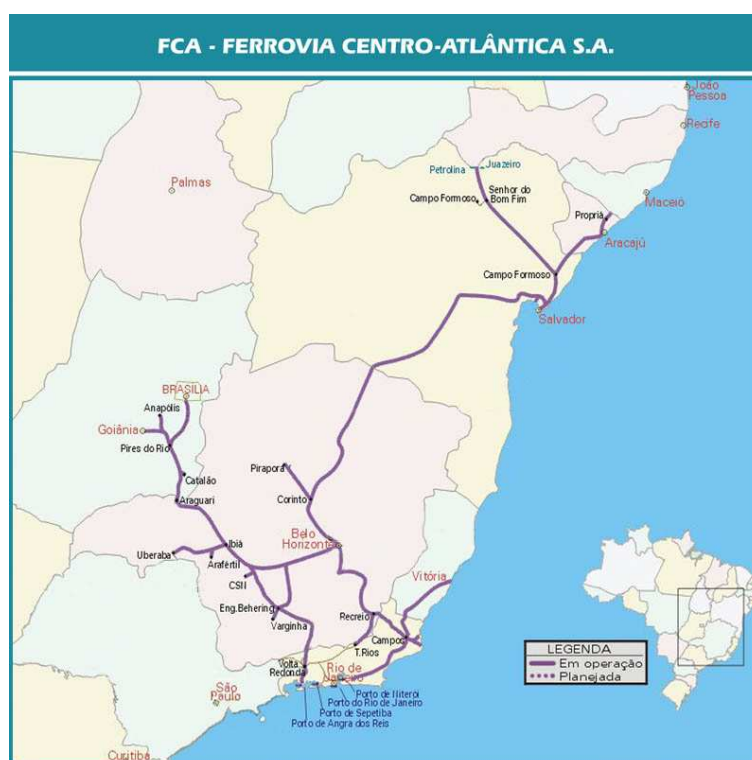 FCA - FERROVIA CENTRO-ATLÂNTICA S.A.
João
Pessoa
Recife
Petrolina
Juazeiro
Palmas
Campo Formoso
Senhor do
Bom Fim
Maceió
Propriá
Aracajú
Campo Formoso
Salvador
BRASILIA
Anapólis
Goiânia
Pires do Rio
Catalão
Araguari
Pirapora
Corinto
Belo
Horizonte
Ibiá
Uberaba
Arafértil
CSII
Vitória
Eng.Behering
Varginha
Recreio
Campo
T.Rios
Volta
Redonda
Rio de
Janeiro
São
Paulo
Porto de Niterói
Porto do Rio de Janeiro
Porto de Sepetiba
Porto de Angra dos Reis
Curitiba
LEGENDA
Em operação
Planejada